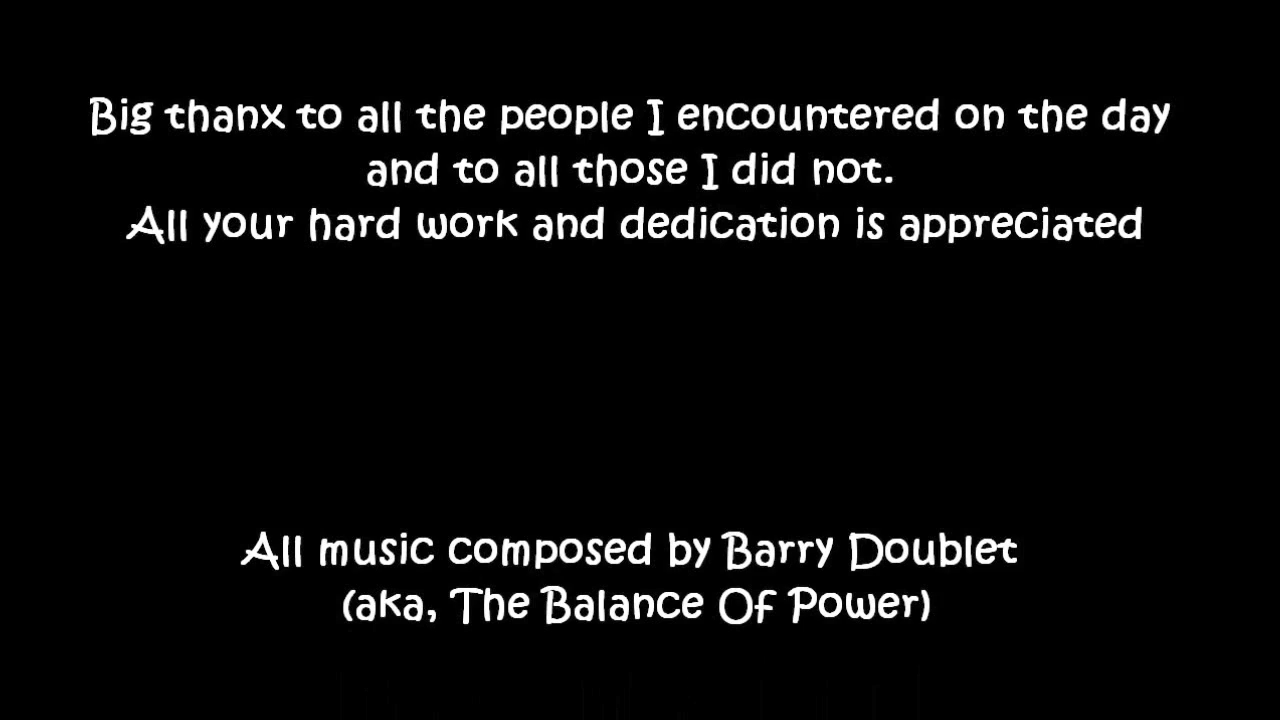 Big thanx to all the people I encountered on the day
and to all those I did not.
All your hard work and dedication is appreciated
All music composed by Barry Doublet
(aka, The Balance Of Power)